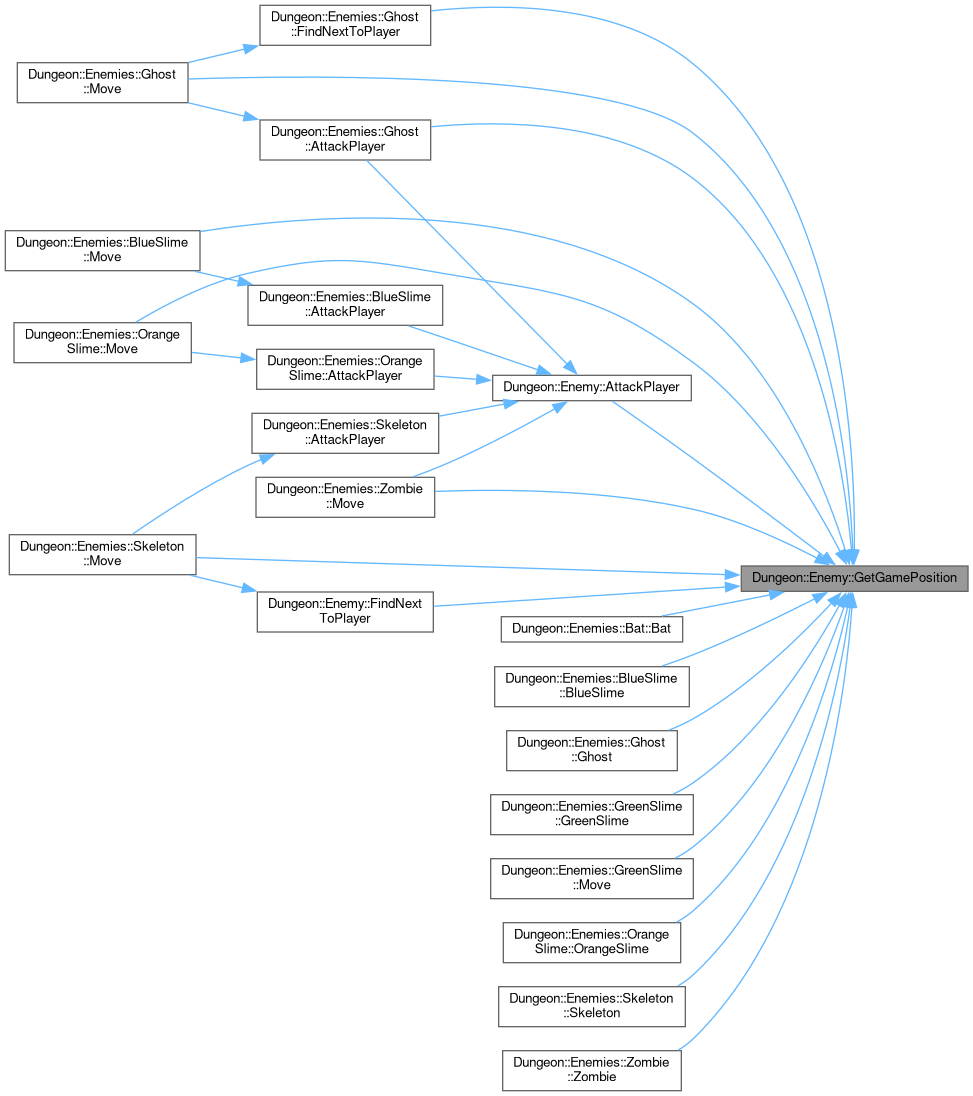 Dungeon::Enemies::Ghost
::FindNextToPlayer
Dungeon::Enemies::Ghost
::Move
Dungeon::Enemies::Ghost
::AttackPlayer
Dungeon::Enemies::BlueSlime
::Move
Dungeon::Enemies::BlueSlime
::AttackPlayer
Dungeon::Enemies::Orange
Slime::Move
Dungeon::Enemies::Orange
Slime::AttackPlayer
Dungeon::Enemy::AttackPlayer
Dungeon::Enemies::Skeleton
::AttackPlayer
Dungeon::Enemies::Zombie
::Move
Dungeon::Enemies::Skeleton
::Move
Dungeon::Enemy::GetGamePosition
Dungeon::Enemy::FindNext
ToPlayer
Dungeon::Enemies::Bat::Bat
Dungeon::Enemies::BlueSlime
::BlueSlime
Dungeon::Enemies::Ghost
::Ghost
Dungeon::Enemies::GreenSlime
::GreenSlime
Dungeon::Enemies::GreenSlime
::Move
Dungeon::Enemies::Orange
Slime::OrangeSlime
Dungeon::Enemies::Skeleton
::Skeleton
Dungeon::Enemies::Zombie
::Zombie